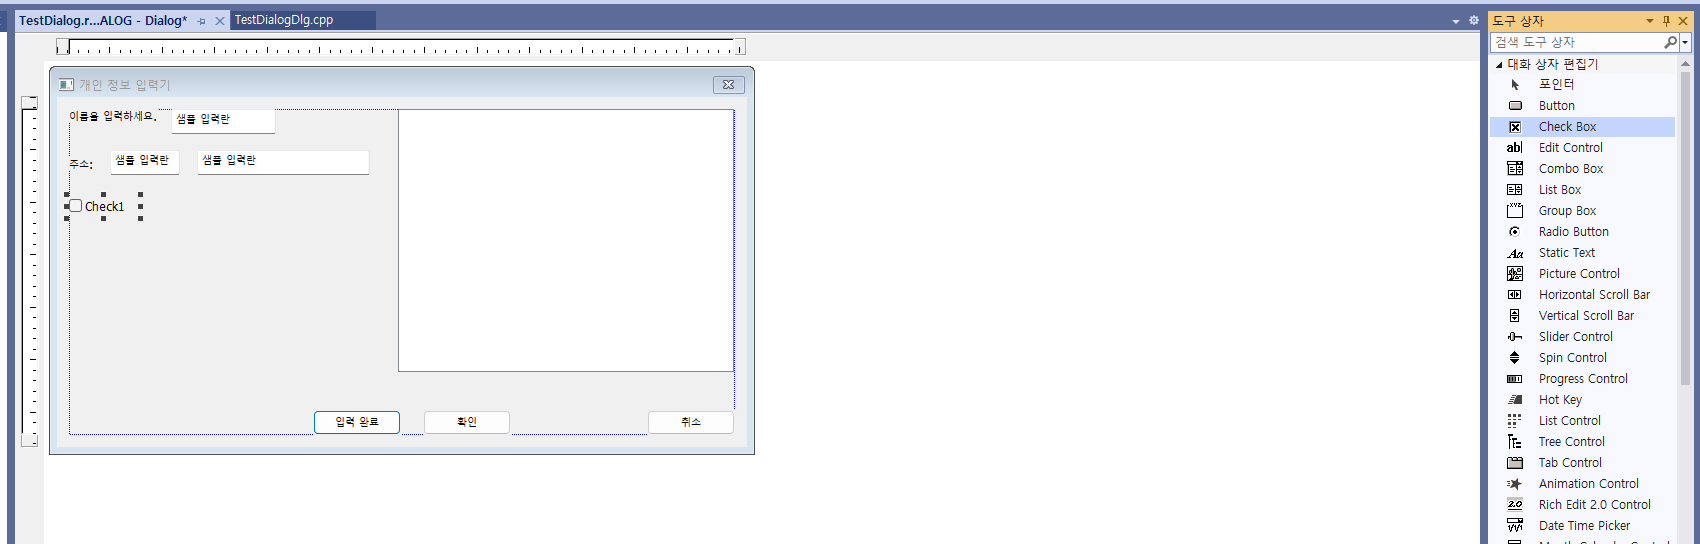 TestDialog.r...ALOG - Dialog*
TestDialogDlg.cpp
개인 정보 입력기
이름을 입력하세요.
샘플 입력란
주소:
샘플 입력란
샘플 입력란
Check1
입력 완료
확인
취소
도구 상자
검색 도구 상자
대화 상자 편집기
포인터
Button
Check Box
Edit Control
Combo Box
List Box
Group Box
Radio Button
Static Text
Picture Control
Horizontal Scroll Bar
Vertical Scroll Bar
Slider Control
Spin Control
Progress Control
Hot Key
List Control
Tree Control
Tab Control
Animation Control
Rich Edit 2.0 Control
Date Time Picker